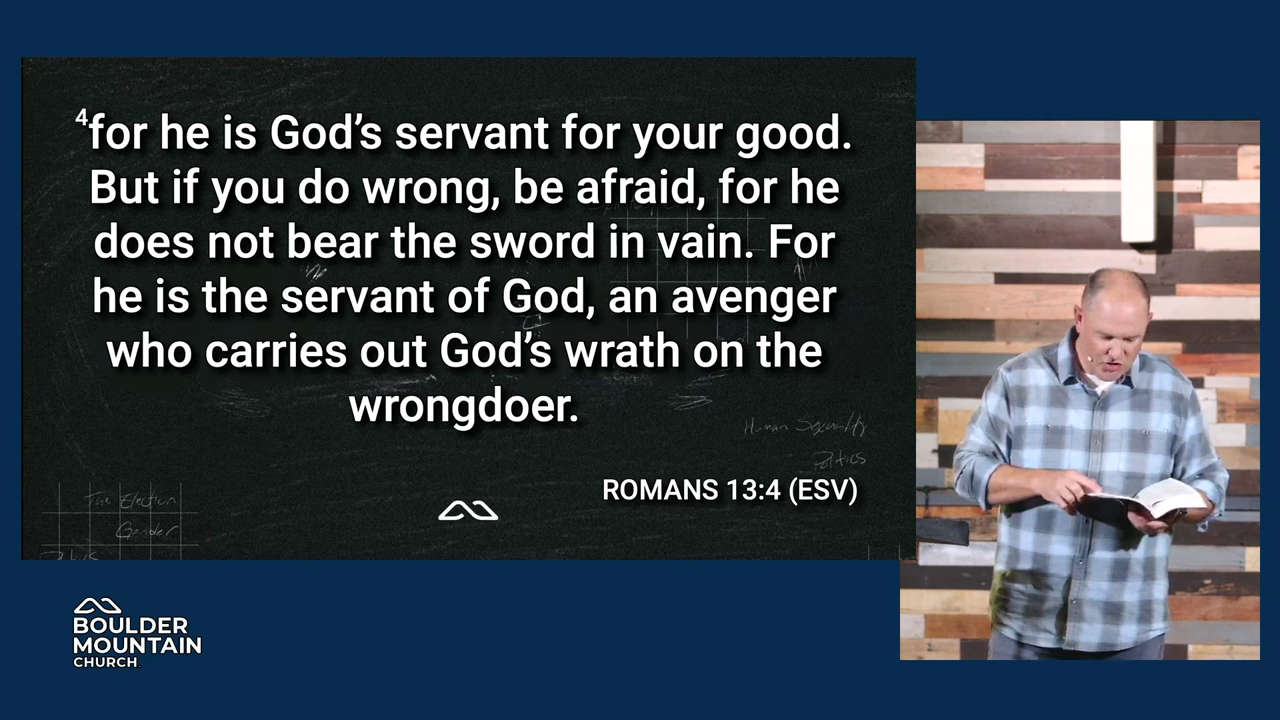 4for he is God’s servant for your good.
But if you do wrong, be afraid, for he
does not bear the sword in vain. For
he is the servant of God, an avenger
who carries out God’s wrath on the
wrongdoer.
Human Sexuality
Politics
ROMANS 13:4 (ESV)
The Election
Gender
BOULDER
MOUNTAIN
CHURCH